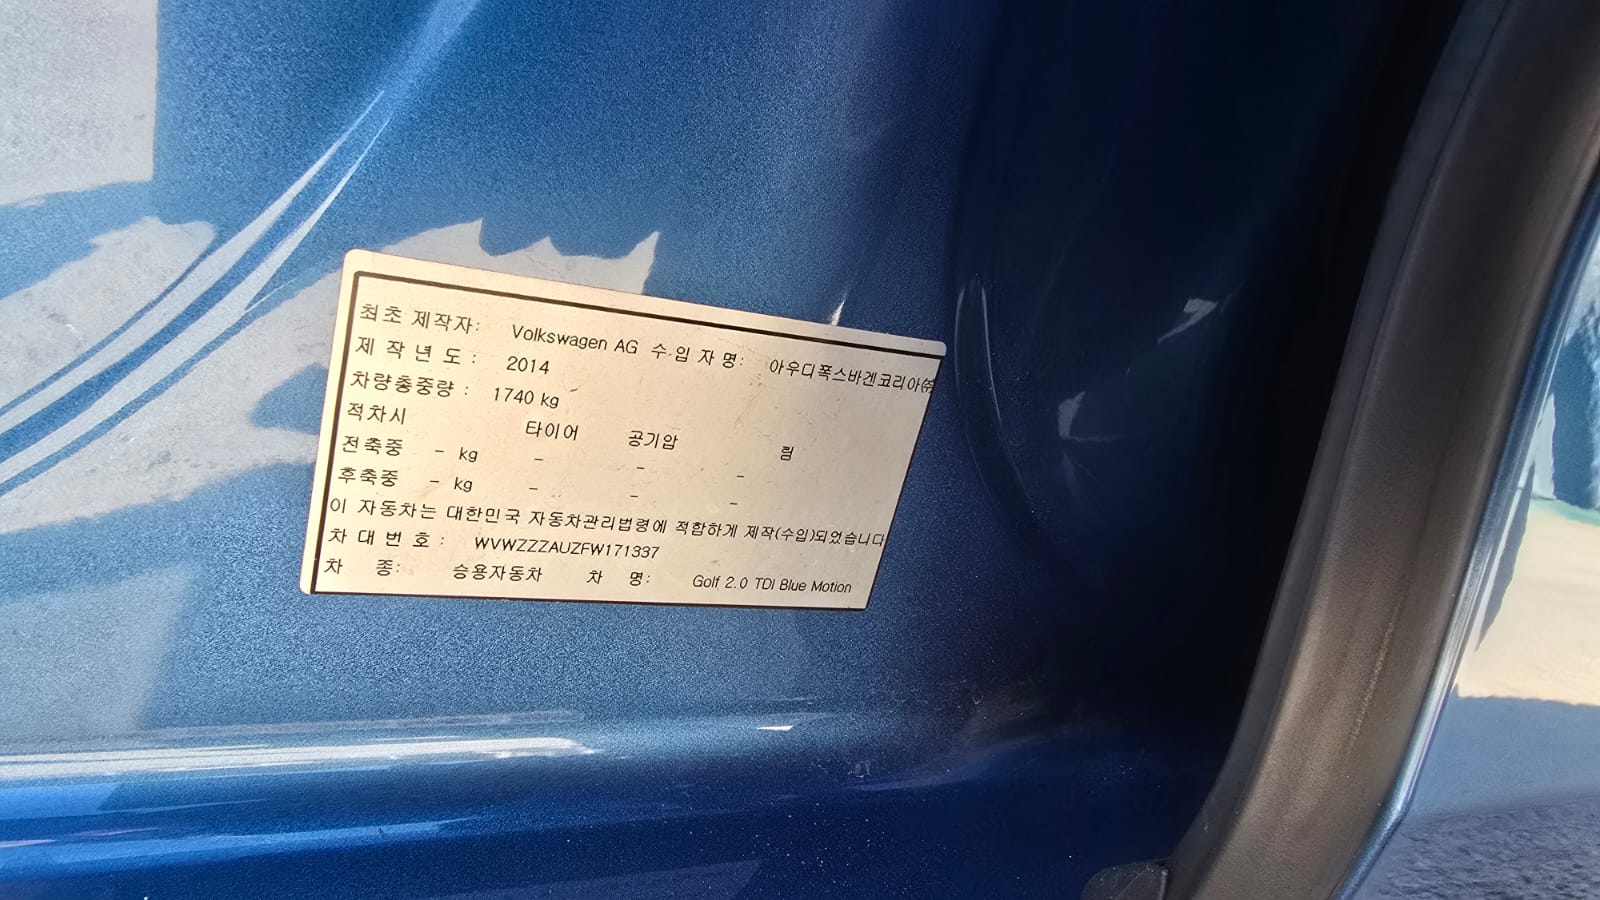 최초 제작자: Volkswagen AG 수입자명: 아우디폭스바겐코리아㈜
제작년도: 2014
차량총중량: 1740 kg
적차시 타이어 공기압 림
전축중 - kg - - -
후축중 - kg - - -
이 자동차는 대한민국 자동차관리법령에 적합하게 제작(수입)되었습니다
차대번호: WVWZZZAUZFW171337
차 종: 승용자동차 차 명: Golf 2.0 TDI Blue Motion